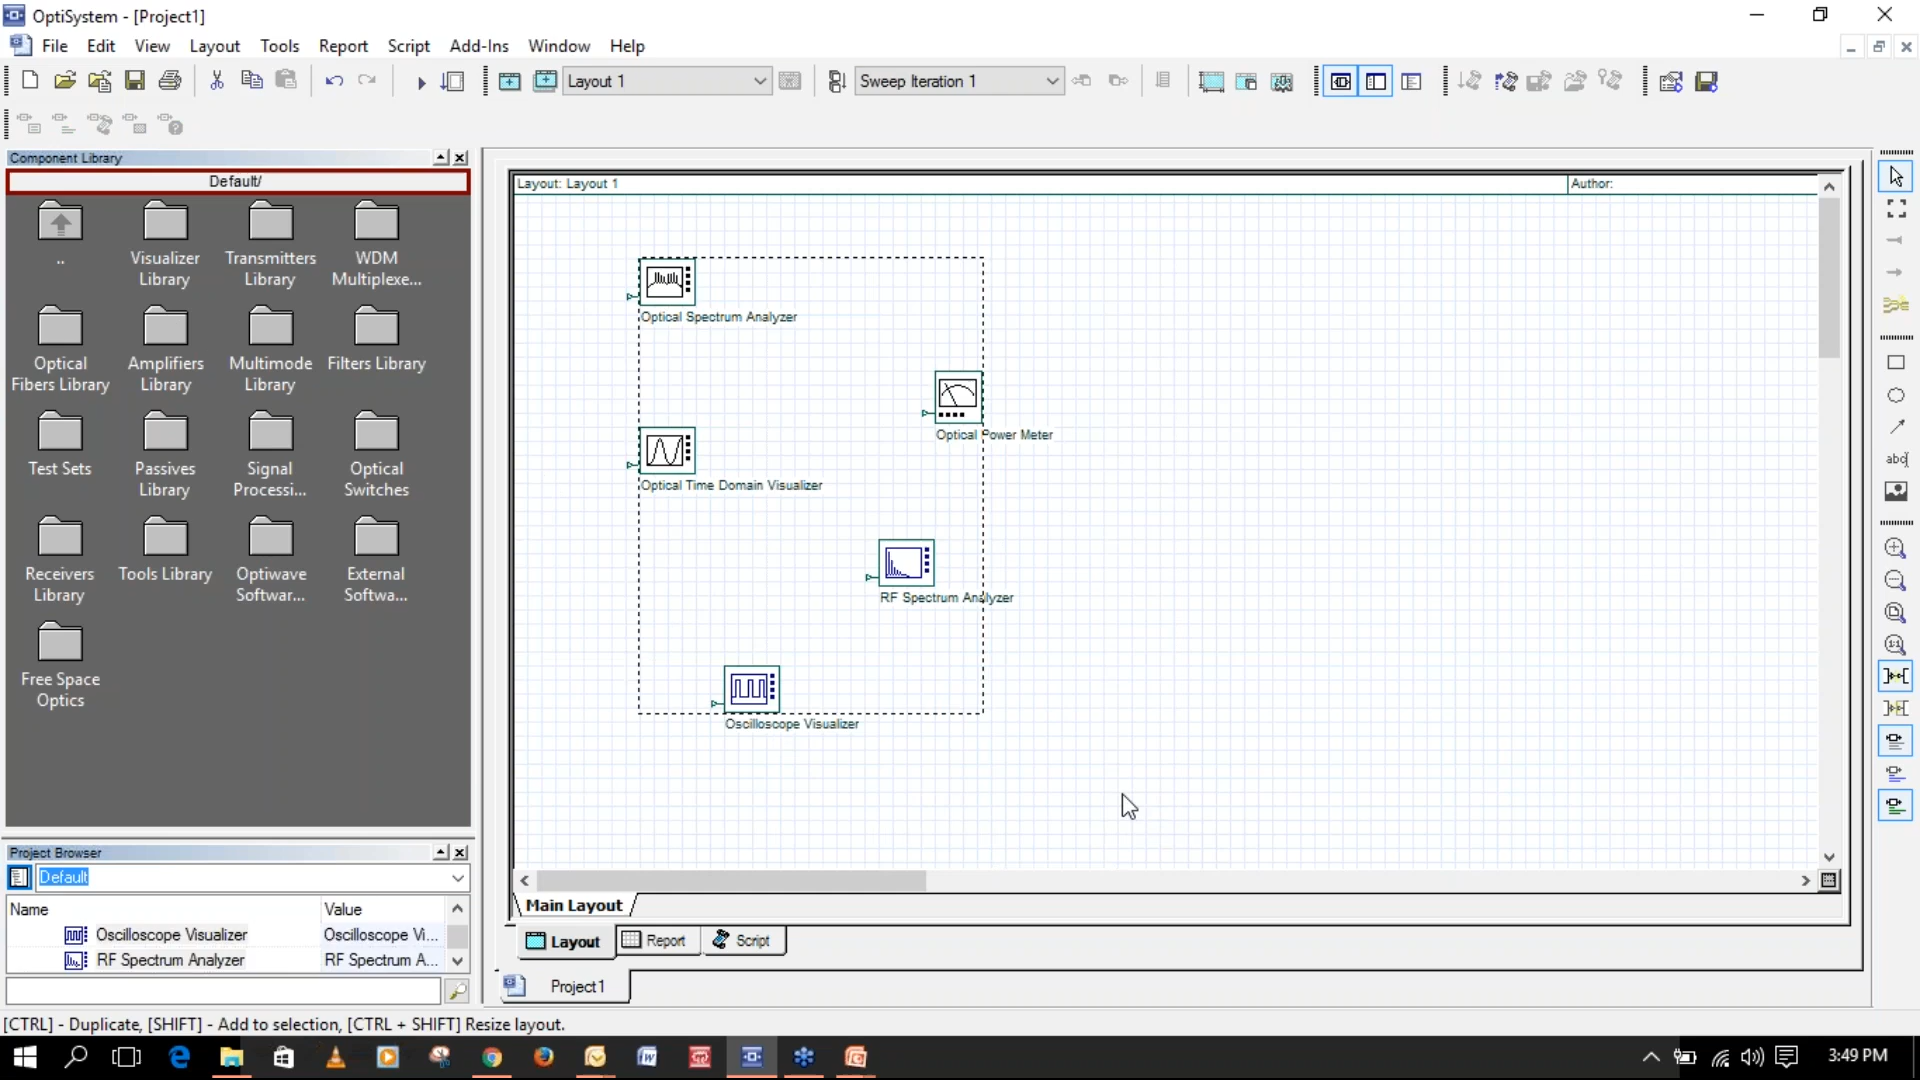 OptiSystem - [Project1]
File Edit View Layout Tools Report Script Add-Ins Window Help
Layout 1
Sweep Iteration 1
Component Library
Default/
..
Visualizer
Library
Transmitters
Library
WDM
Multiplexe...
Optical
Fibers Library
Amplifiers
Library
Multimode
Library
Filters Library
Test Sets
Passives
Library
Signal
Processi...
Optical
Switches
Receivers
Library
Tools Library
Optiwave
Softwar...
External
Softwa...
Free Space
Optics
Project Browser
Default
Name Value
Oscilloscope Visualizer Oscilloscope Vi...
RF Spectrum Analyzer RF Spectrum A...
Layout: Layout 1
Author:
Optical Spectrum Analyzer
Optical Power Meter
Optical Time Domain Visualizer
RF Spectrum Analyzer
Oscilloscope Visualizer
abc
1:1
Main Layout
Layout Report Script
Project1
[CTRL] - Duplicate, [SHIFT] - Add to selection, [CTRL + SHIFT] Resize layout.
3:49 PM